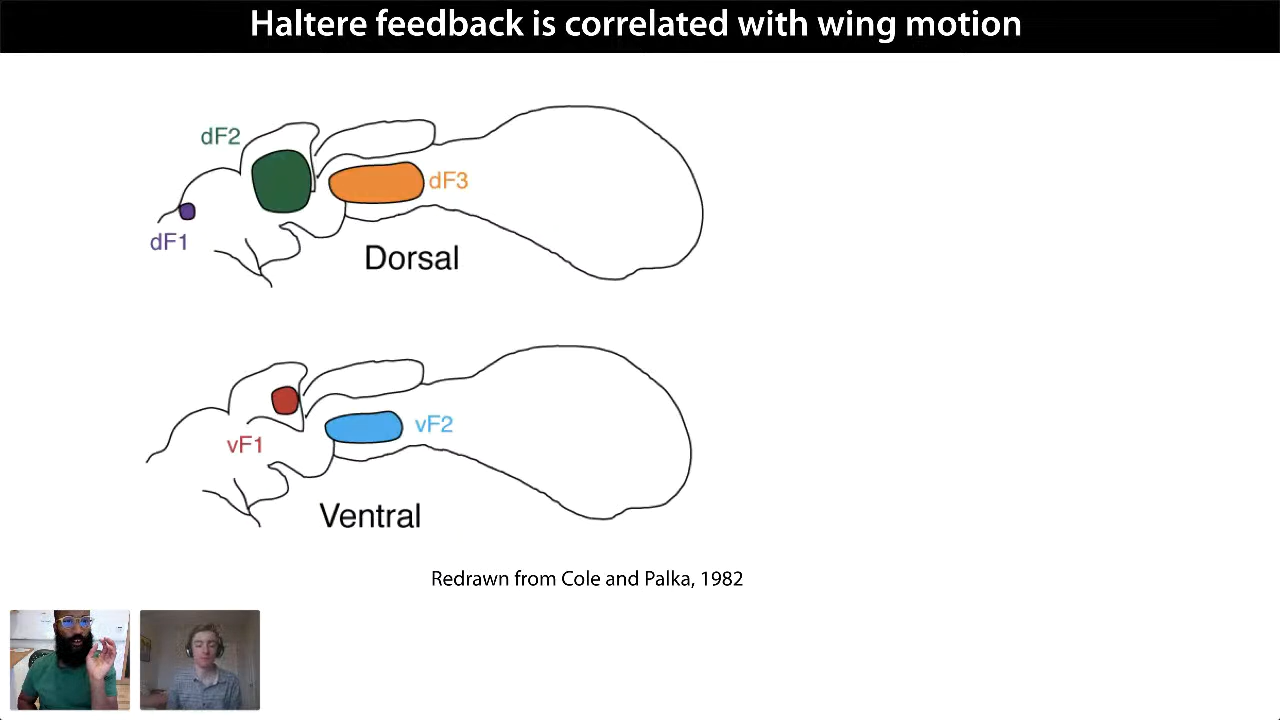 Haltere feedback is correlated with wing motion
dF2
dF3
dF1
Dorsal
vF2
vF1
Ventral
Redrawn from Cole and Palka, 1982